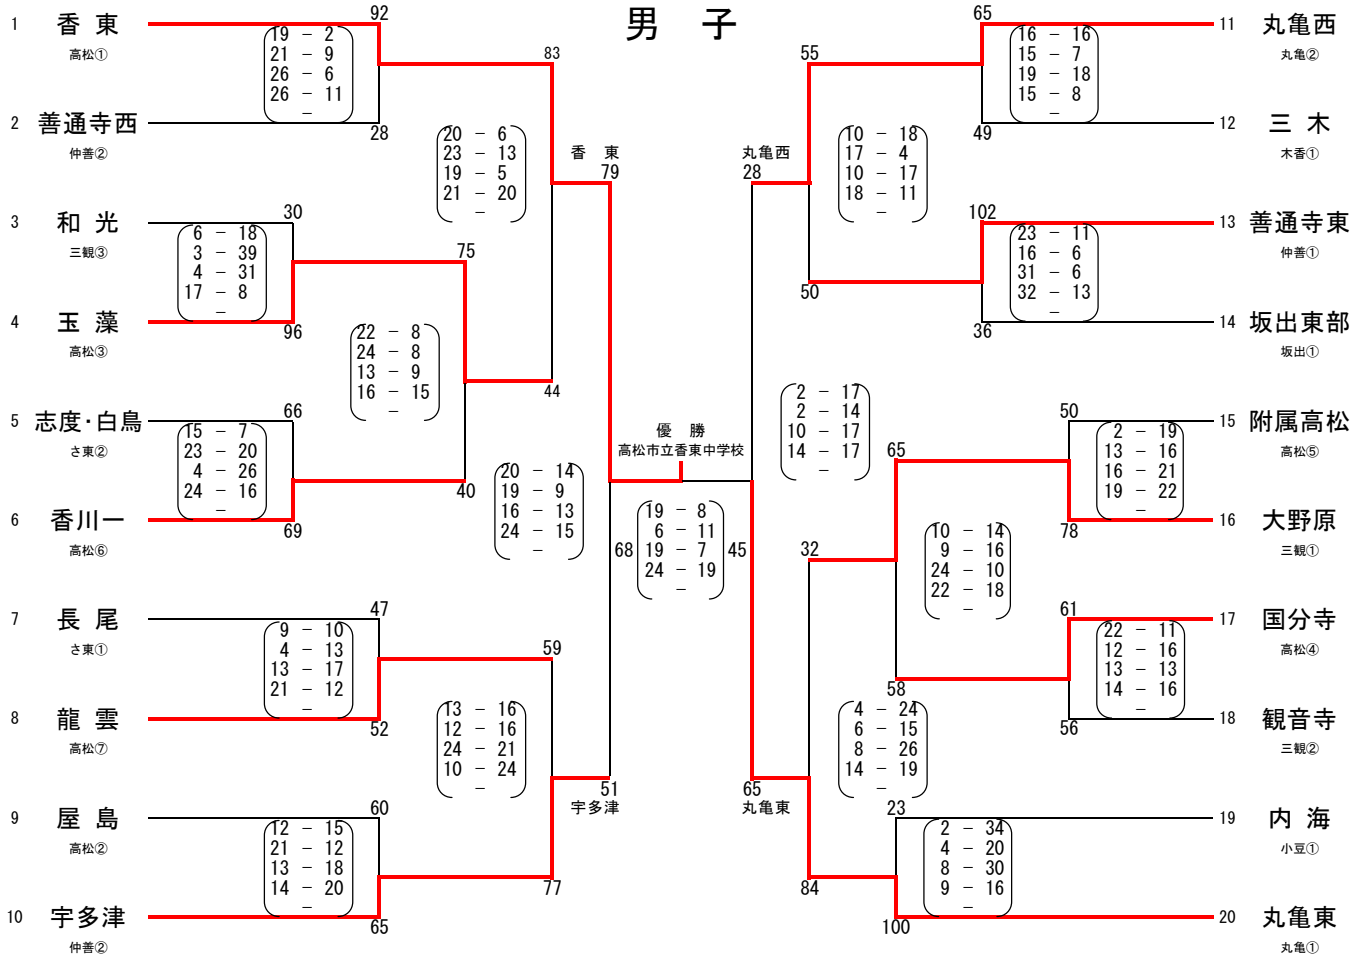 男 子
1 香 東
高松①
92
19 － 2
21 － 9
26 － 6
26 － 11
－
2 善通寺西
仲善②
28
83
20 － 6
23 － 13
19 － 5
21 － 20
－
3 和 光
三観③
30
6 － 18
3 － 39
4 － 31
17 － 8
－
4 玉 藻
高松③
96
75
22 － 8
24 － 8
13 － 9
16 － 15
－
44
5 志度・白鳥
さ東②
66
15 － 7
23 － 20
4 － 26
24 － 16
－
6 香川一
高松⑥
69
40
香 東
79
20 － 14
19 － 9
16 － 13
24 － 15
－
7 長 尾
さ東①
47
9 － 10
4 － 13
13 － 17
21 － 12
－
8 龍 雲
高松⑦
52
59
13 － 16
12 － 16
24 － 21
10 － 24
－
9 屋 島
高松②
60
12 － 15
21 － 12
13 － 18
14 － 20
－
10 宇多津
仲善②
65
77
51
宇多津
優 勝
高松市立香東中学校
68
19 － 8
6 － 11
19 － 7
24 － 19
－
45
11 丸亀西
丸亀②
65
16 － 16
15 － 7
19 － 18
15 － 8
－
12 三 木
木香①
49
55
10 － 18
17 － 4
10 － 17
18 － 11
－
13 善通寺東
仲善①
102
23 － 11
16 － 6
31 － 6
32 － 13
－
14 坂出東部
坂出①
36
50
丸亀西
28
2 － 17
2 － 14
10 － 17
14 － 17
－
15 附属高松
高松⑤
50
2 － 19
13 － 16
16 － 21
19 － 22
－
16 大野原
三観①
78
65
10 － 14
9 － 16
24 － 10
22 － 18
－
17 国分寺
高松④
61
22 － 11
12 － 16
13 － 13
14 － 16
－
18 観音寺
三観②
56
58
32
4 － 24
6 － 15
8 － 26
14 － 19
－
19 内 海
小豆①
23
2 － 34
4 － 20
8 － 30
9 － 16
－
20 丸亀東
丸亀①
100
84
65
丸亀東